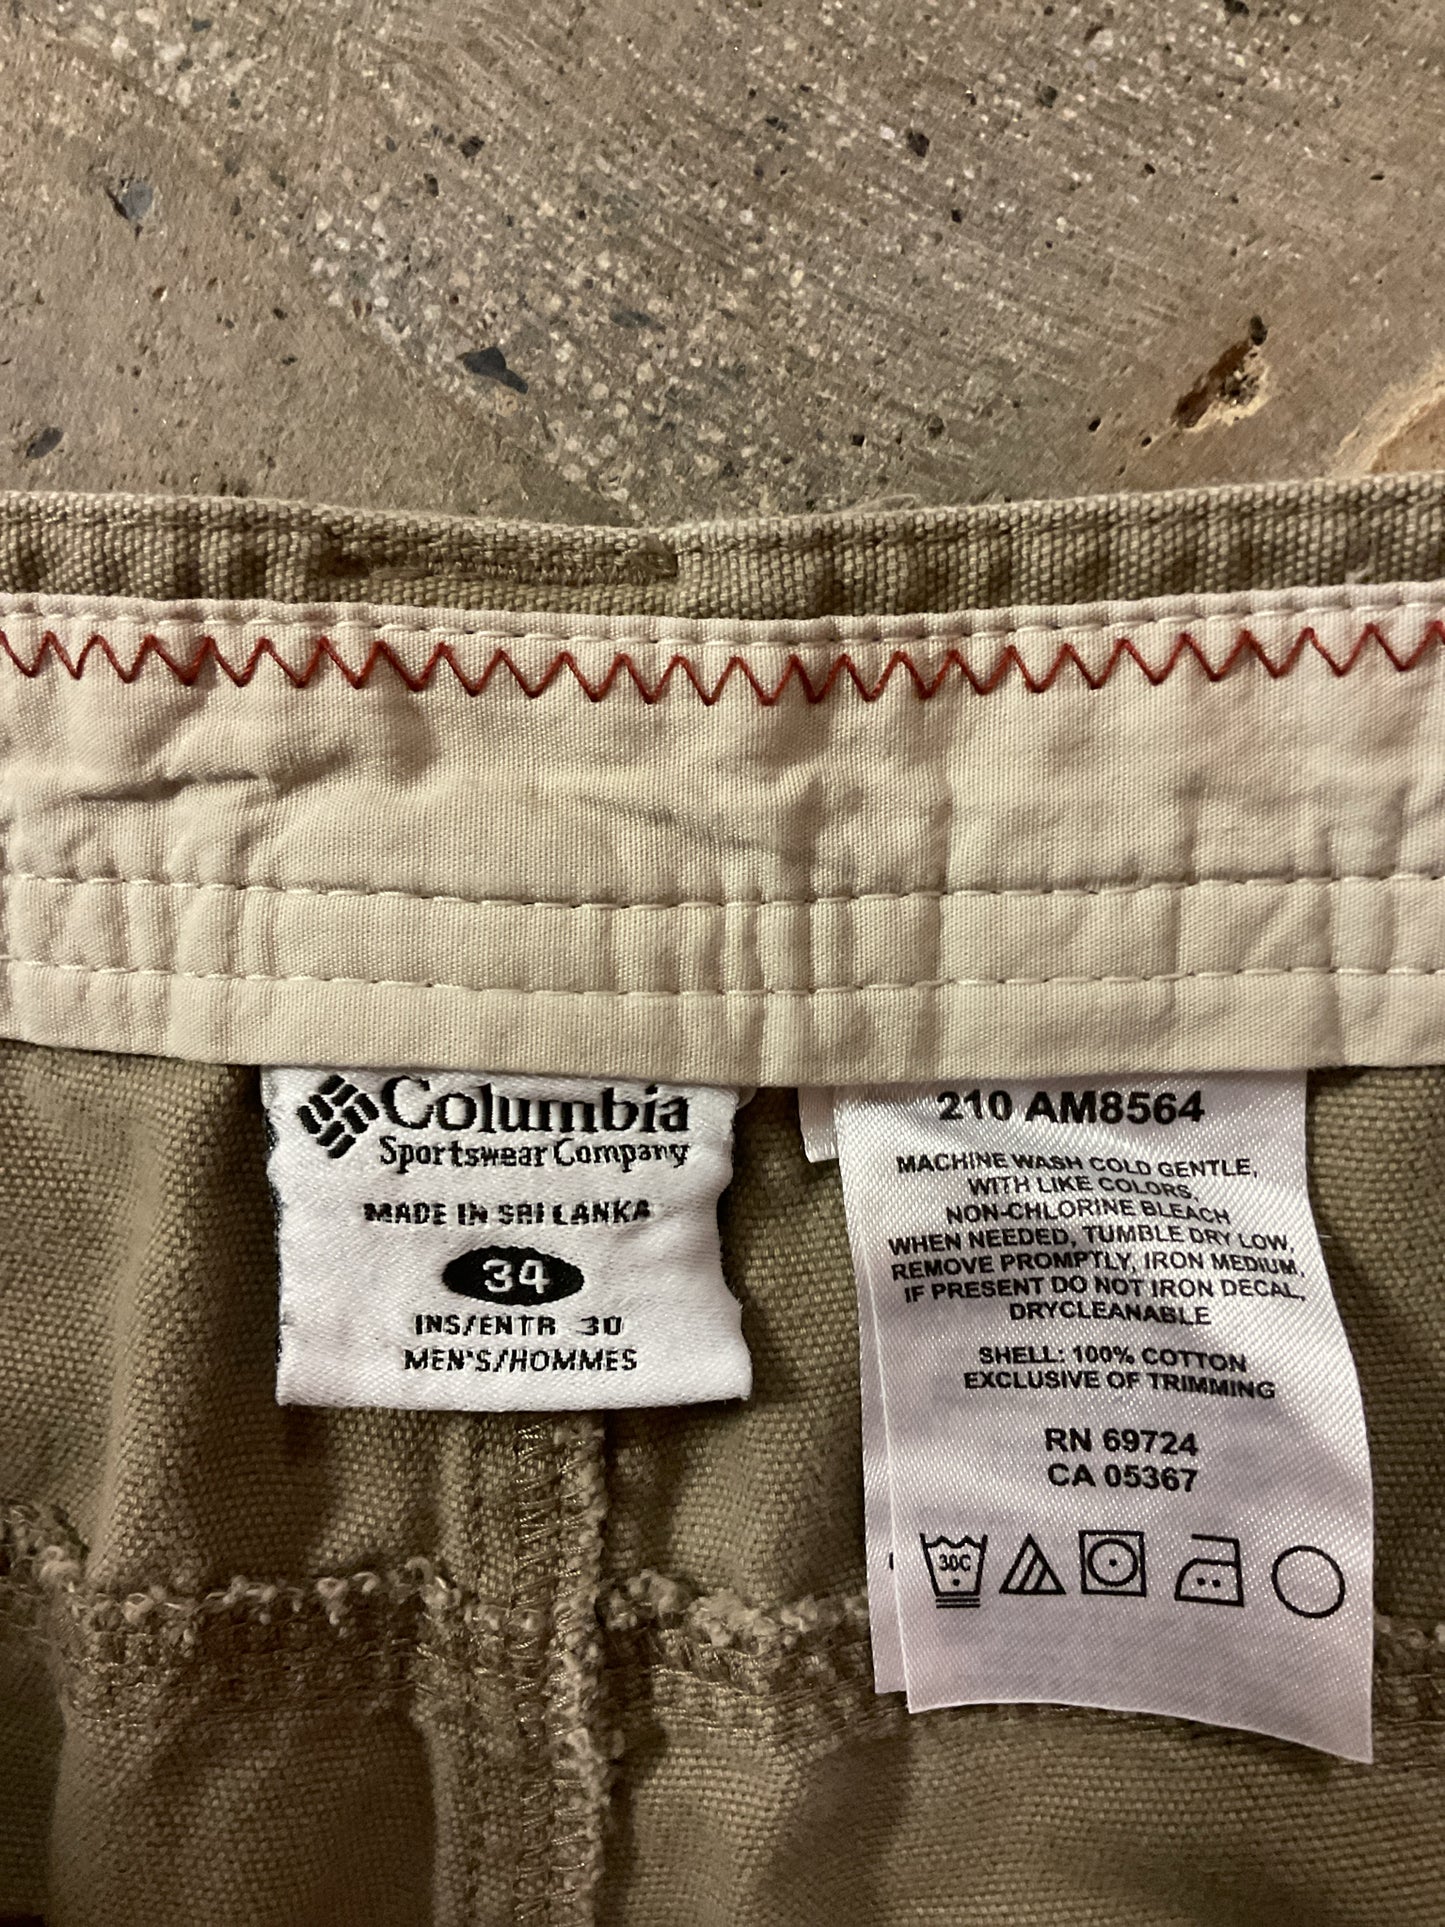 Columbia
Sportswear Company
MADE IN SRI LANKA
34
INS/ENTR 30
MEN'S/HOMMES
210 AM8564
MACHINE WASH COLD GENTLE,
WITH LIKE COLORS,
NON-CHLORINE BLEACH
WHEN NEEDED, TUMBLE DRY LOW,
REMOVE PROMPTLY, IRON MEDIUM,
IF PRESENT DO NOT IRON DECAL,
DRYCLEANABLE
SHELL: 100% COTTON
EXCLUSIVE OF TRIMMING
RN 69724
CA 05367
30C